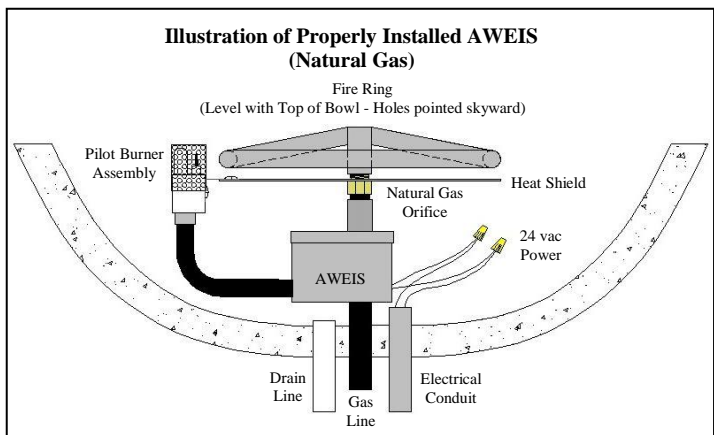 Illustration of Properly Installed AWEIS
(Natural Gas)
Fire Ring
(Level with Top of Bowl - Holes pointed skyward)
Pilot Burner
Assembly
Heat Shield
Natural Gas
Orifice
24 vac
Power
AWEIS
Drain
Line
Gas
Line
Electrical
Conduit